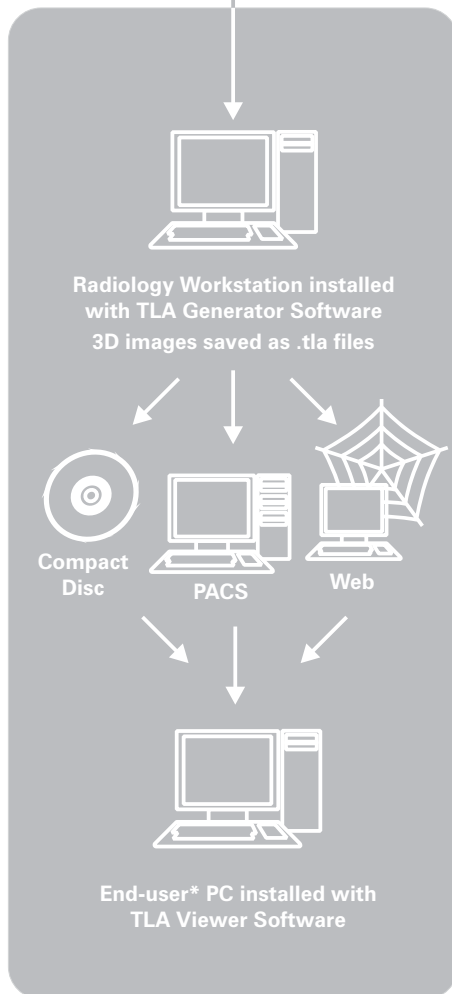 Radiology Workstation installed
with TLA Generator Software
3D images saved as .tla files
Compact
Disc
PACS
Web
End-user* PC installed with
TLA Viewer Software